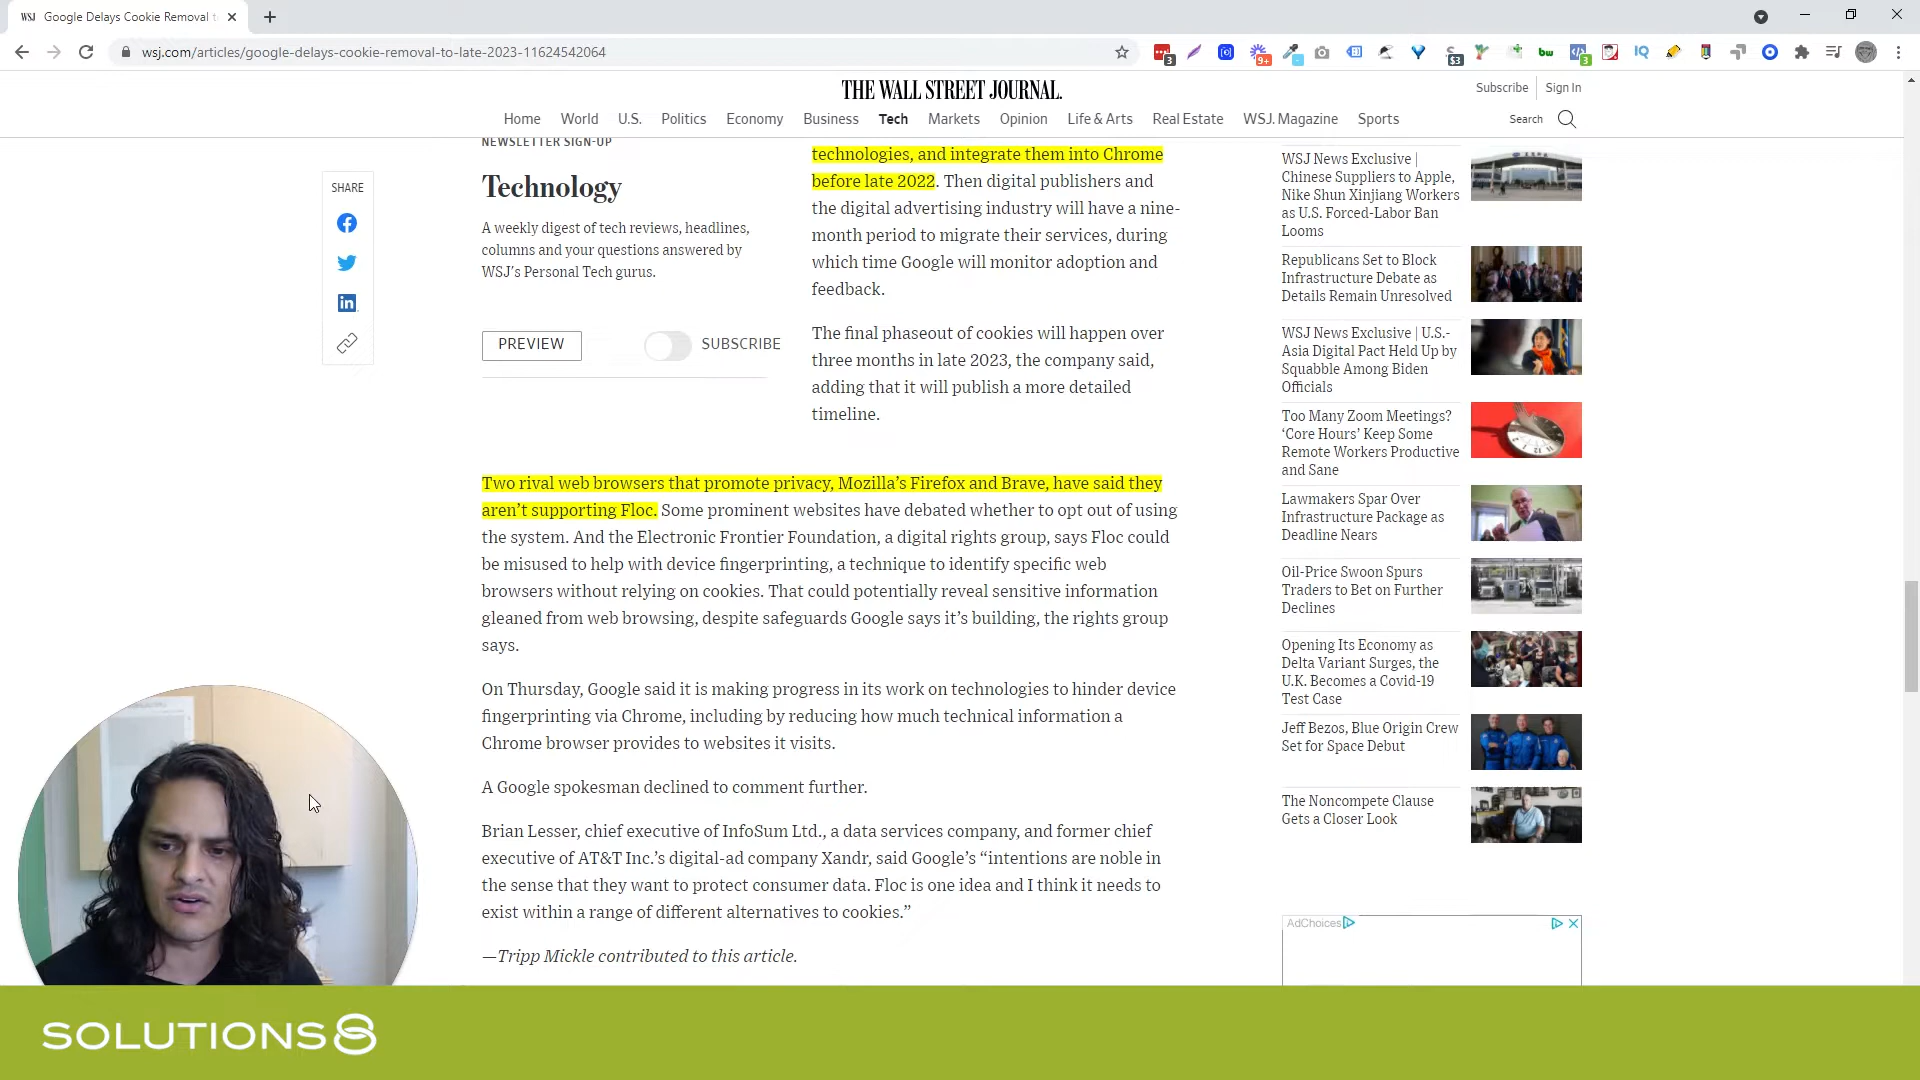 WSJ Google Delays Cookie Removal t
wsj.com/articles/google-delays-cookie-removal-to-late-2023-11624542064
3
9+
$3
bw
3
IQ
THE WALL STREET JOURNAL.
Subscribe
Sign In
Home World U.S. Politics Economy Business Tech Markets Opinion Life & Arts Real Estate WSJ. Magazine Sports
Search
SHARE
NEWSLETTER SIGN-UP
Technology
A weekly digest of tech reviews, headlines,
columns and your questions answered by
WSJ's Personal Tech gurus.
PREVIEW
SUBSCRIBE
technologies, and integrate them into Chrome
before late 2022. Then digital publishers and
the digital advertising industry will have a nine-
month period to migrate their services, during
which time Google will monitor adoption and
feedback.
The final phaseout of cookies will happen over
three months in late 2023, the company said,
adding that it will publish a more detailed
timeline.
Two rival web browsers that promote privacy, Mozilla’s Firefox and Brave, have said they
aren’t supporting Floc. Some prominent websites have debated whether to opt out of using
the system. And the Electronic Frontier Foundation, a digital rights group, says Floc could
be misused to help with device fingerprinting, a technique to identify specific web
browsers without relying on cookies. That could potentially reveal sensitive information
gleaned from web browsing, despite safeguards Google says it’s building, the rights group
says.
On Thursday, Google said it is making progress in its work on technologies to hinder device
fingerprinting via Chrome, including by reducing how much technical information a
Chrome browser provides to websites it visits.
A Google spokesman declined to comment further.
Brian Lesser, chief executive of InfoSum Ltd., a data services company, and former chief
executive of AT&T Inc.’s digital-ad company Xandr, said Google’s “intentions are noble in
the sense that they want to protect consumer data. Floc is one idea and I think it needs to
exist within a range of different alternatives to cookies.”
—Tripp Mickle contributed to this article.
WSJ News Exclusive |
Chinese Suppliers to Apple,
Nike Shun Xinjiang Workers
as U.S. Forced-Labor Ban
Looms
Republicans Set to Block
Infrastructure Debate as
Details Remain Unresolved
WSJ News Exclusive | U.S.-
Asia Digital Pact Held Up by
Squabble Among Biden
Officials
Too Many Zoom Meetings?
‘Core Hours’ Keep Some
Remote Workers Productive
and Sane
Lawmakers Spar Over
Infrastructure Package as
Deadline Nears
Oil-Price Swoon Spurs
Traders to Bet on Further
Declines
Opening Its Economy as
Delta Variant Surges, the
U.K. Becomes a Covid-19
Test Case
Jeff Bezos, Blue Origin Crew
Set for Space Debut
The Noncompete Clause
Gets a Closer Look
AdChoices
SOLUTIONS8